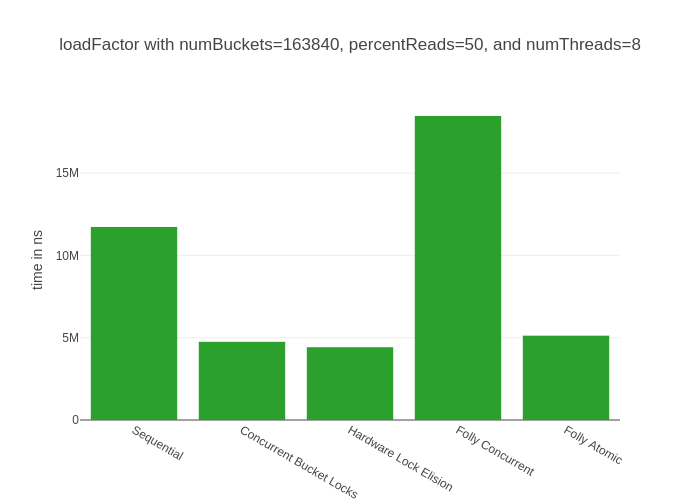 loadFactor with numBuckets=163840, percentReads=50, and numThreads=8
time in ns
15M
10M
5M
0
Sequential
Concurrent Bucket Locks
Hardware Lock Elision
Folly Concurrent
Folly Atomic